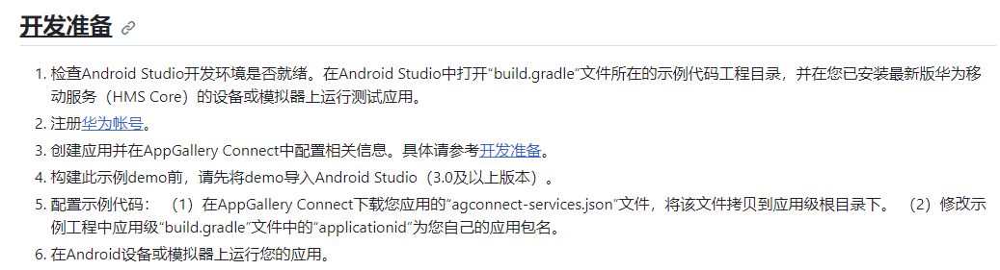 开发准备
1. 检查Android Studio开发环境是否就绪。在Android Studio中打开“build.gradle”文件所在的示例代码工程目录，并在您已安装最新版华为移
动服务（HMS Core）的设备或模拟器上运行测试应用。
2. 注册华为帐号。
3. 创建应用并在AppGallery Connect中配置相关信息。具体请参考开发准备。
4. 构建此示例demo前，请先将demo导入Android Studio（3.0及以上版本）。
5. 配置示例代码： （1）在AppGallery Connect下载您应用的“agconnect-services.json”文件，将该文件拷贝到应用级根目录下。 （2）修改示
例工程中应用级“build.gradle”文件中的“applicationid”为您自己的应用包名。
6. 在Android设备或模拟器上运行您的应用。